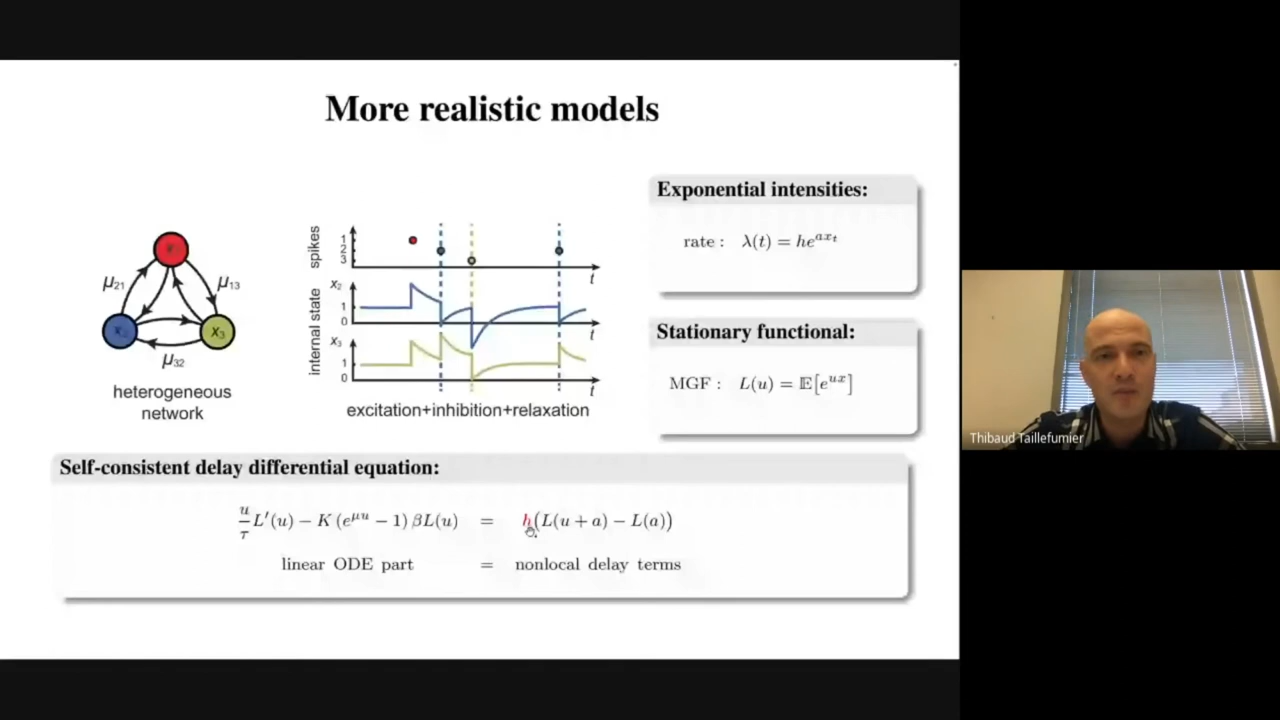 More realistic models
μ21
μ13
μ32
x3
heterogeneous
network
spikes
1
2
3
t
internal state
x2
1
0
t
x3
1
0
t
excitation+inhibition+relaxation
Exponential intensities:
rate : λ(t) = he^{ax_t}
Stationary functional:
MGF : L(u) = 𝔼[e^{ux}]
Self-consistent delay differential equation:
u/τ L′(u) − K (e^{μu} − 1) βL(u) = h(L(u + a) − L(a))
linear ODE part = nonlocal delay terms
Thibaud Taillefumier